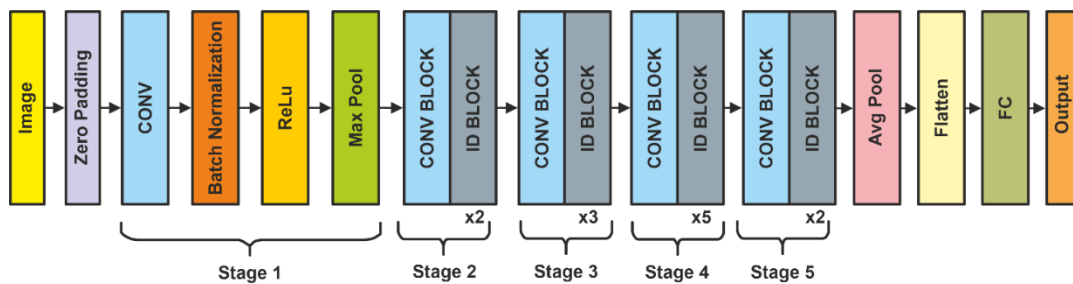 Image
Zero Padding
CONV
Batch Normalization
ReLu
Max Pool
CONV BLOCK
ID BLOCK
CONV BLOCK
ID BLOCK
CONV BLOCK
ID BLOCK
CONV BLOCK
ID BLOCK
Avg Pool
Flatten
FC
Output
x2
x3
x5
x2
Stage 1
Stage 2
Stage 3
Stage 4
Stage 5